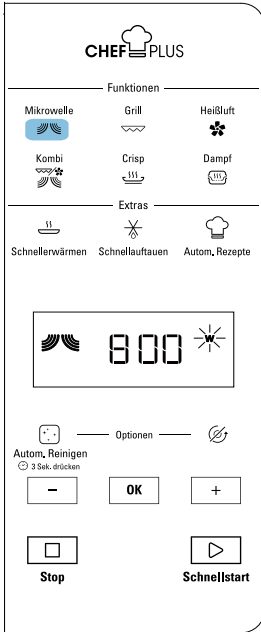 CHEF PLUS
Funktionen
Mikrowelle Grill Heißluft
Kombi Crisp Dampf
Extras
Schnellerwärmen Schnellauftauen Autom. Rezepte
800 W
Optionen
Autom. Reinigen
3 Sek. drücken
- OK +
Stop Schnellstart